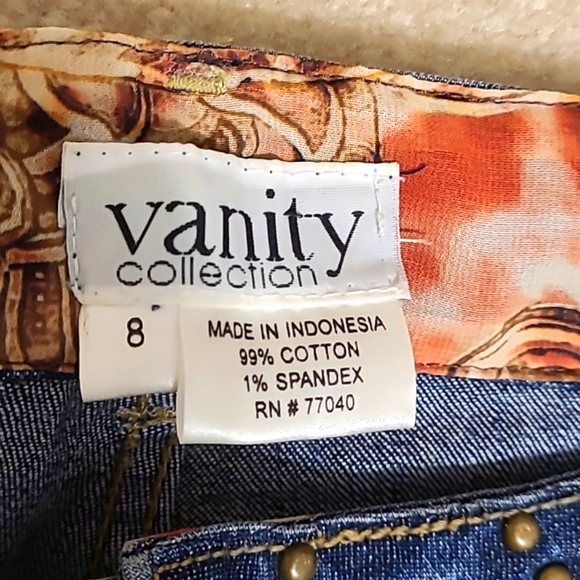 vanity
collection
8
MADE IN INDONESIA
99% COTTON
1% SPANDEX
RN # 77040